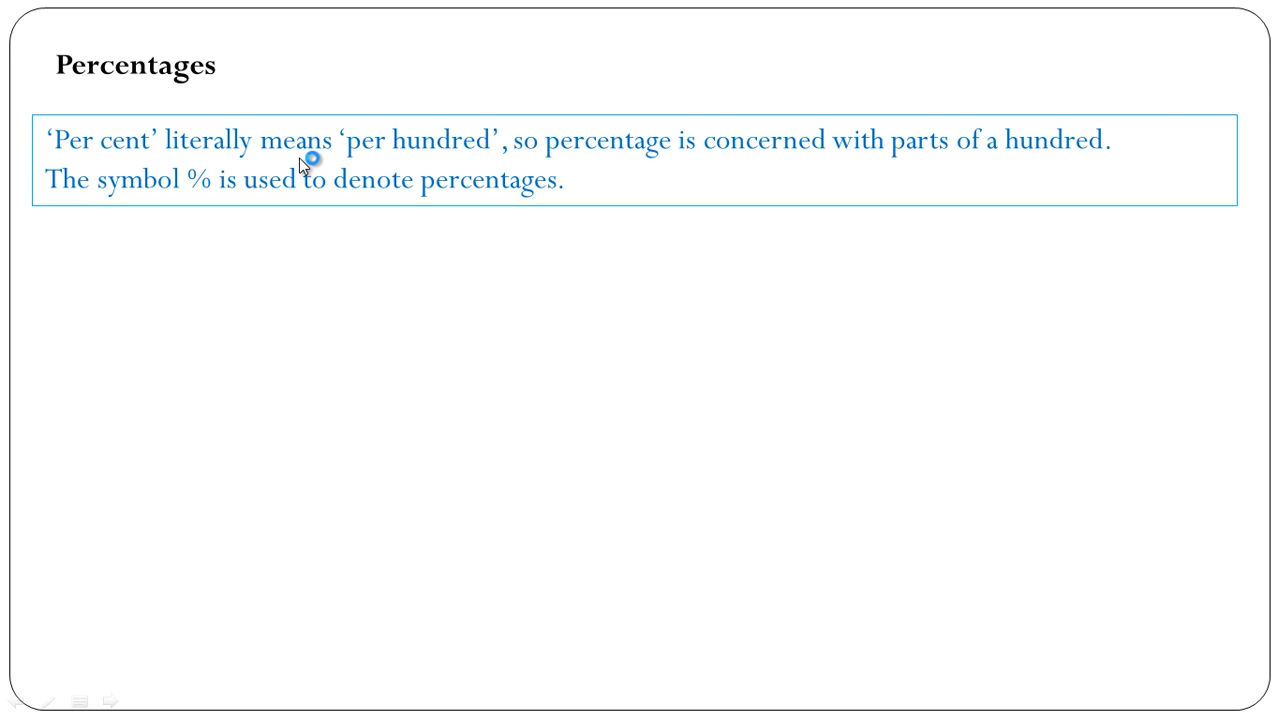 Percentages
‘Per cent’ literally means ‘per hundred’, so percentage is concerned with parts of a hundred.
The symbol % is used to denote percentages.